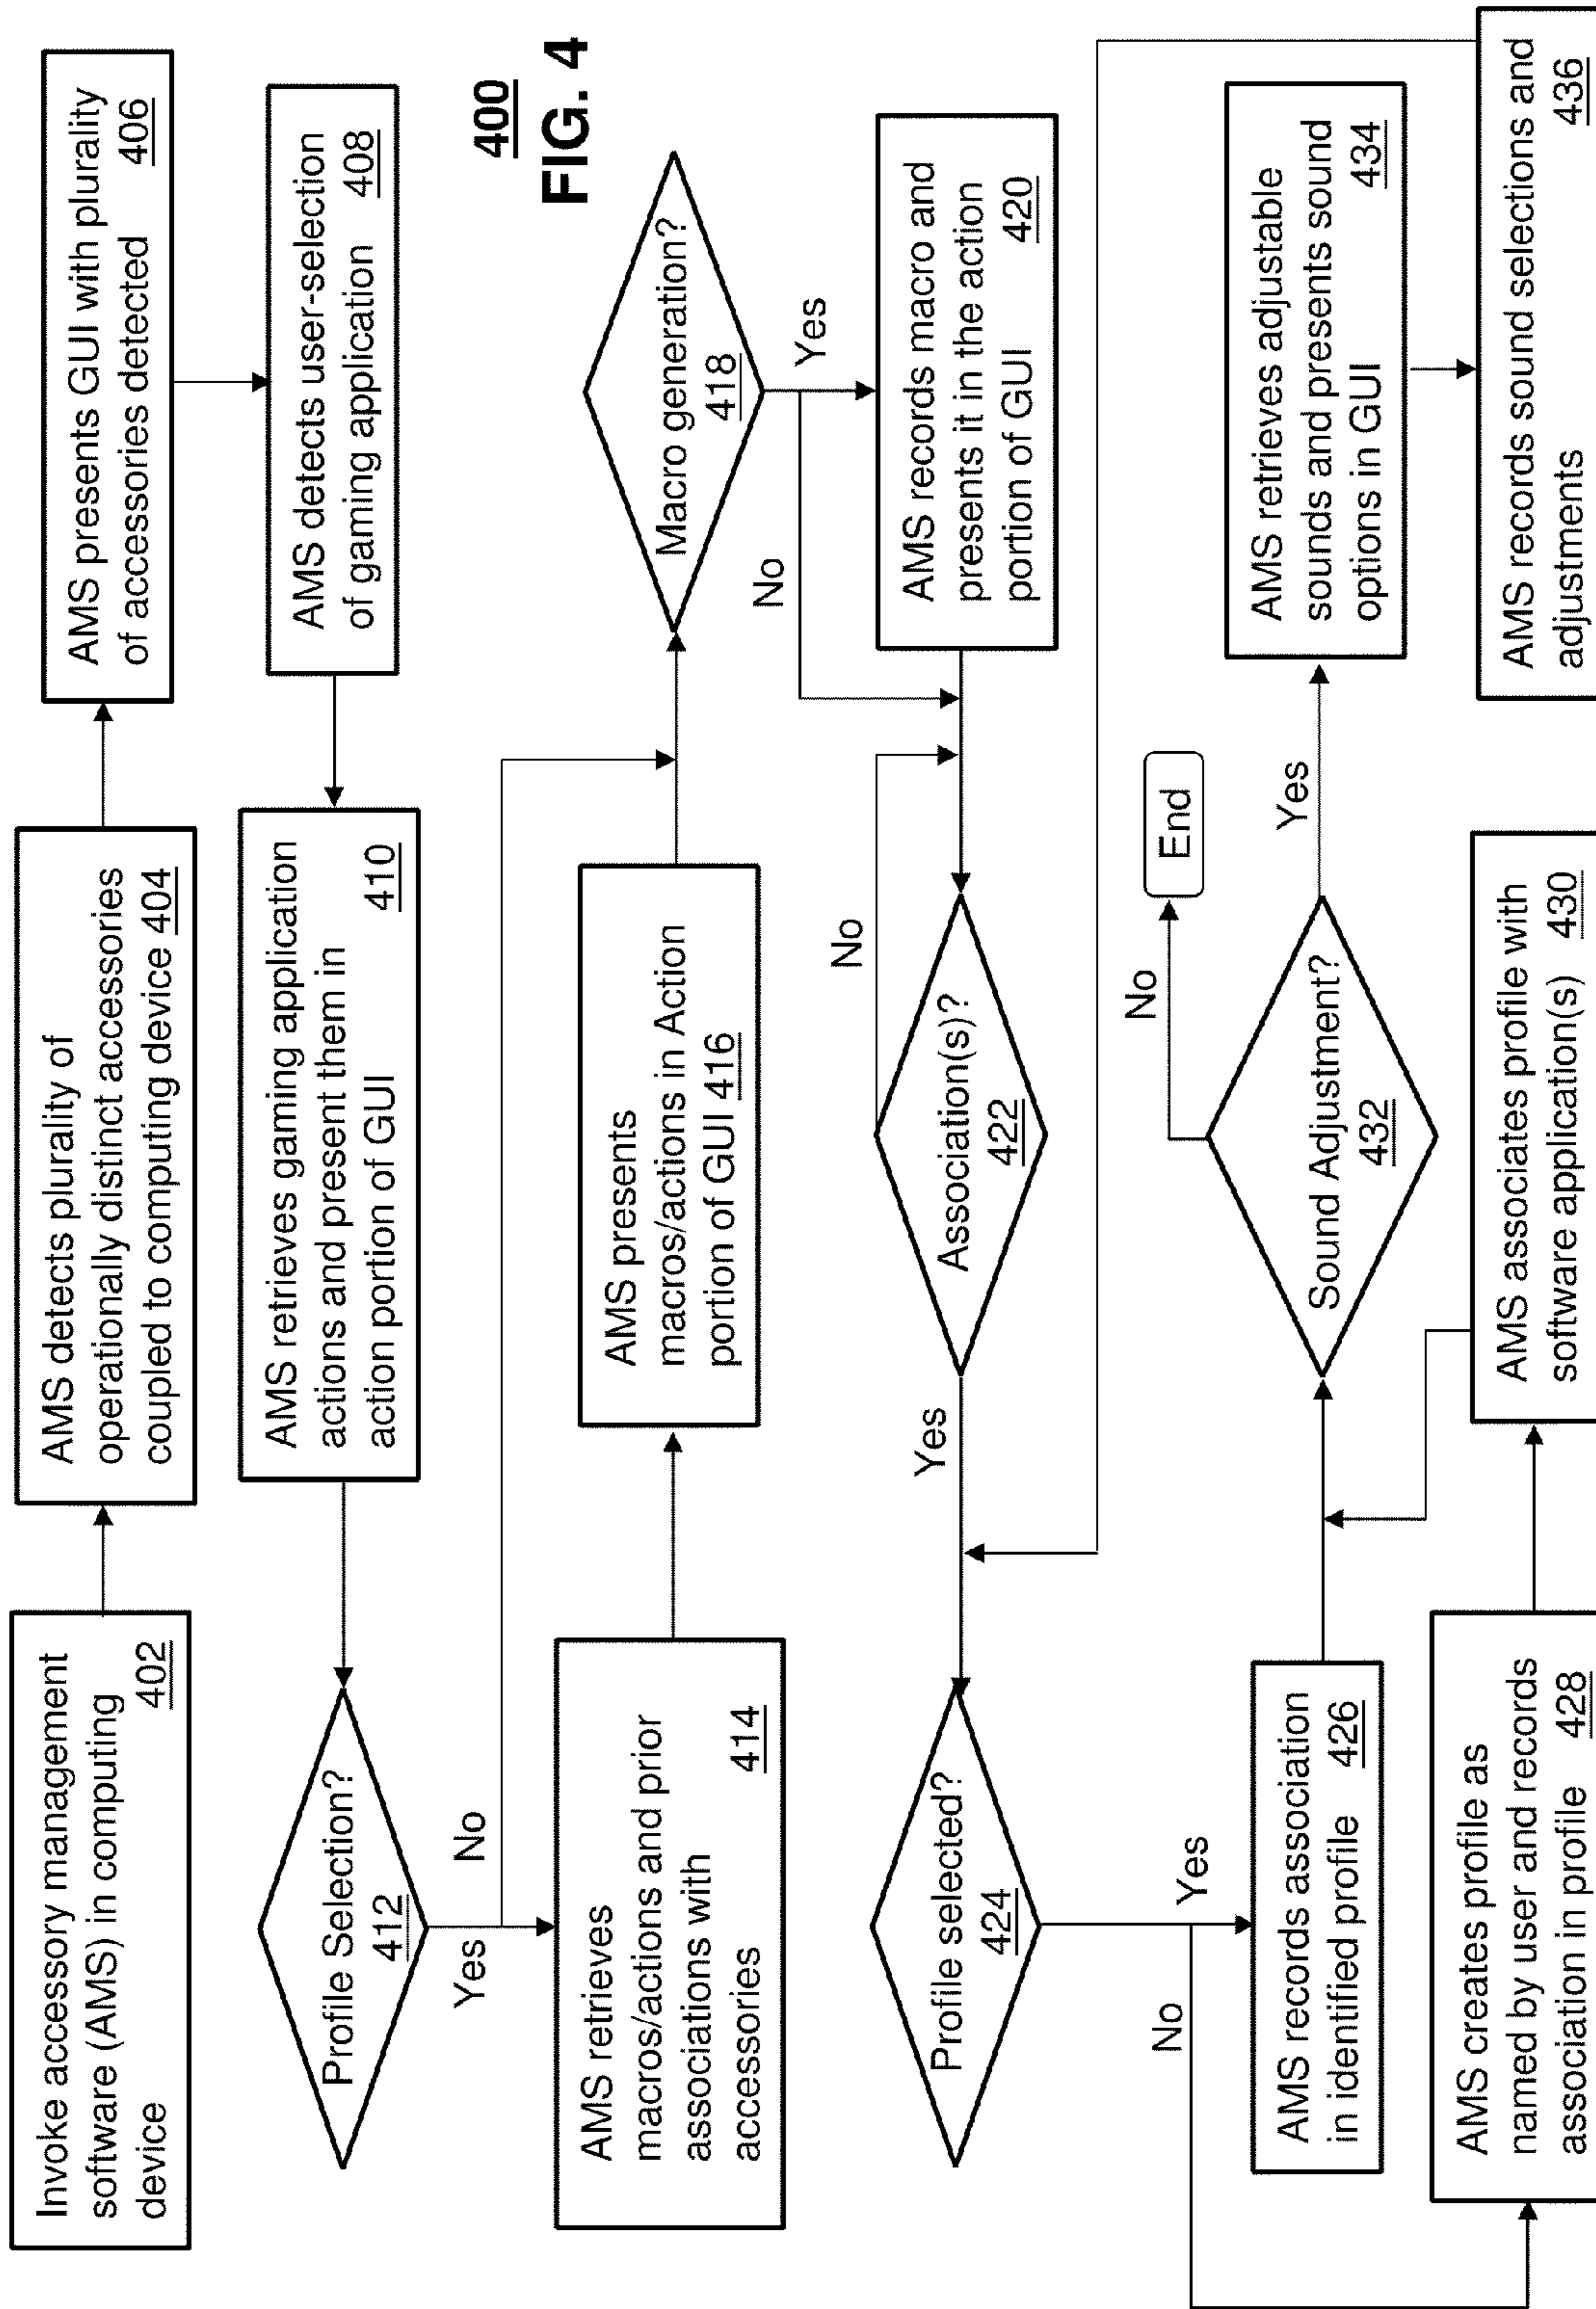 Invoke accessory management
software (AMS) in computing
device 402
AMS detects plurality of
operationally distinct accessories
coupled to computing device 404
AMS presents GUI with plurality
of accessories detected 406
AMS detects user-selection
of gaming application 408
AMS retrieves gaming application
actions and present them in
action portion of GUI 410
Profile Selection?
412
Yes
No
AMS retrieves
macros/actions and prior
associations with
accessories 414
AMS presents
macros/actions in Action
portion of GUI 416
Macro generation?
418
Yes
No
400
FIG. 4
AMS records macro and
presents it in the action
portion of GUI 420
Association(s)?
422
No
Yes
Profile selected?
424
Yes
No
AMS records association
in identified profile 426
AMS creates profile as
named by user and records
association in profile 428
AMS associates profile with
software application(s) 430
Sound Adjustment?
432
No
End
Yes
AMS retrieves adjustable
sounds and presents sound
options in GUI 434
AMS records sound selections and
adjustments 436